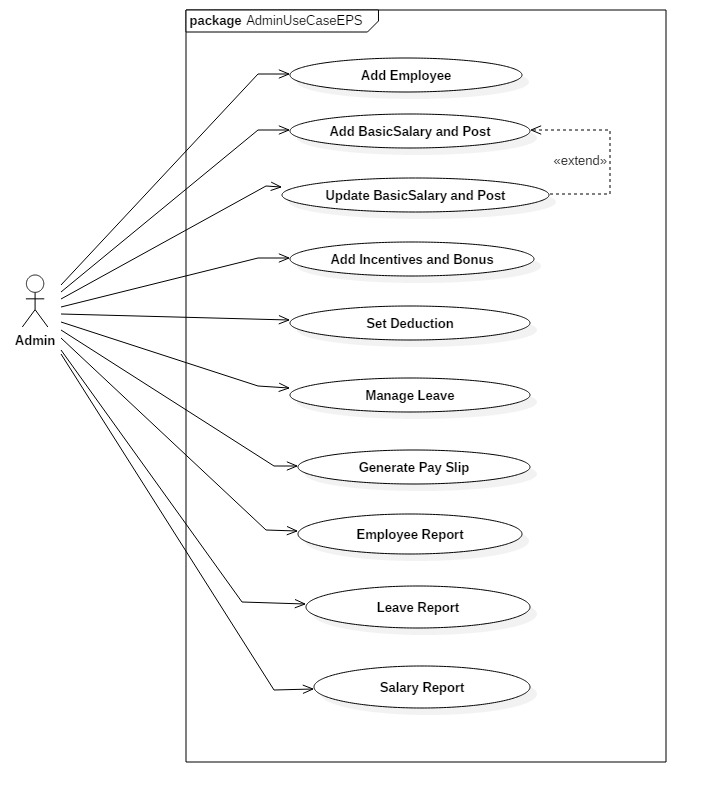 package AdminUseCaseEPS
Add Employee
Add BasicSalary and Post
«extend»
Update BasicSalary and Post
Add Incentives and Bonus
Set Deduction
Admin
Manage Leave
Generate Pay Slip
Employee Report
Leave Report
Salary Report